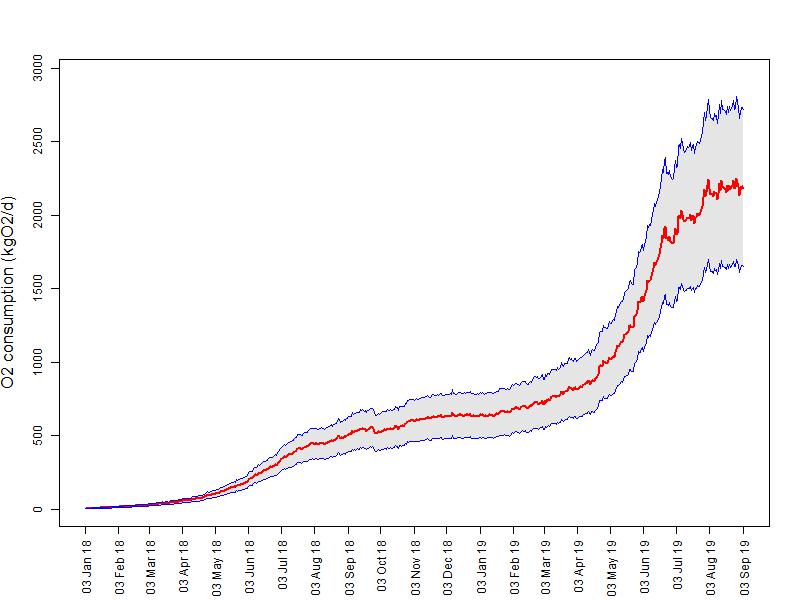 O2 consumption (kgO2/d)
3000
2500
2000
1500
1000
500
0
03 Jan 18
03 Feb 18
03 Mar 18
03 Apr 18
03 May 18
03 Jun 18
03 Jul 18
03 Aug 18
03 Sep 18
03 Oct 18
03 Nov 18
03 Dec 18
03 Jan 19
03 Feb 19
03 Mar 19
03 Apr 19
03 May 19
03 Jun 19
03 Jul 19
03 Aug 19
03 Sep 19